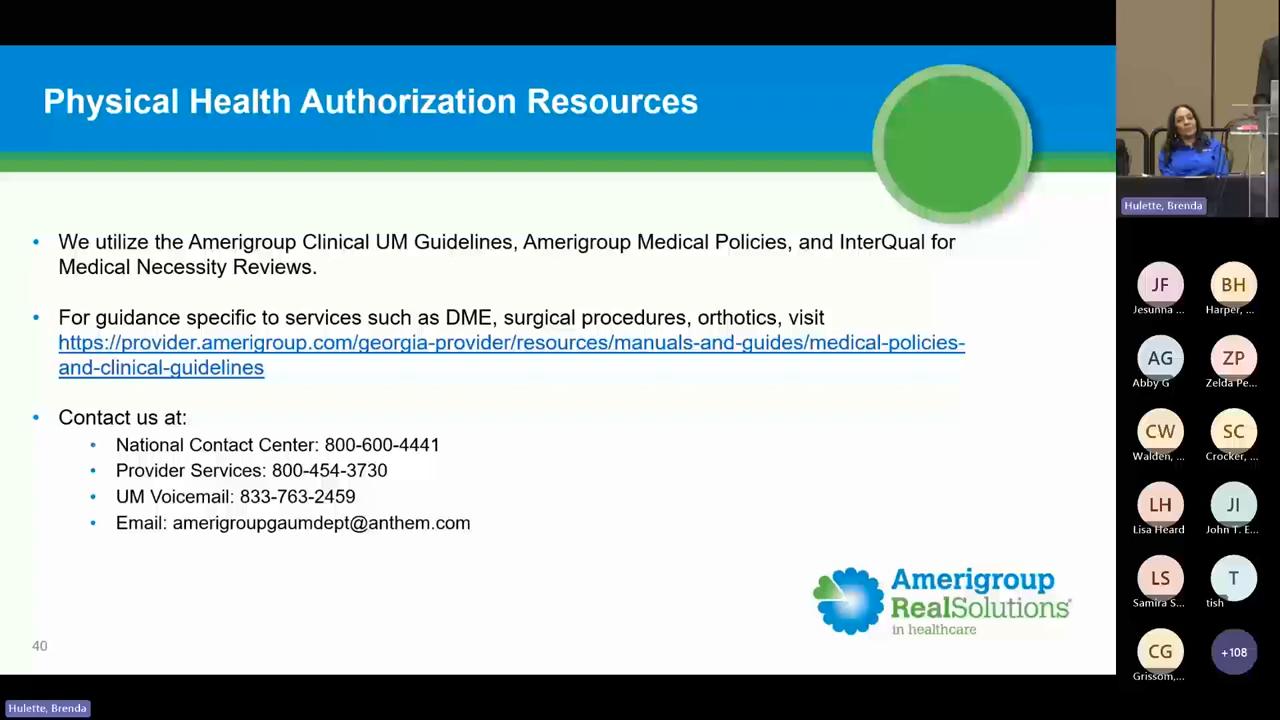 Physical Health Authorization Resources
• We utilize the Amerigroup Clinical UM Guidelines, Amerigroup Medical Policies, and InterQual for
Medical Necessity Reviews.
• For guidance specific to services such as DME, surgical procedures, orthotics, visit
https://provider.amerigroup.com/georgia-provider/resources/manuals-and-guides/medical-policies-
and-clinical-guidelines
• Contact us at:
• National Contact Center: 800-600-4441
• Provider Services: 800-454-3730
• UM Voicemail: 833-763-2459
• Email: amerigroupgaumdept@anthem.com
Amerigroup
RealSolutions®
in healthcare
40
Hulette, Brenda
Hulette, Brenda
JF BH
Jesunna ... Harper, ...
AG ZP
Abby G Zelda Pe...
CW SC
Walden, ... Crocker, ...
LH JI
Lisa Heard John T. E...
LS T
Samira S... tish
CG +108
Grissom,...